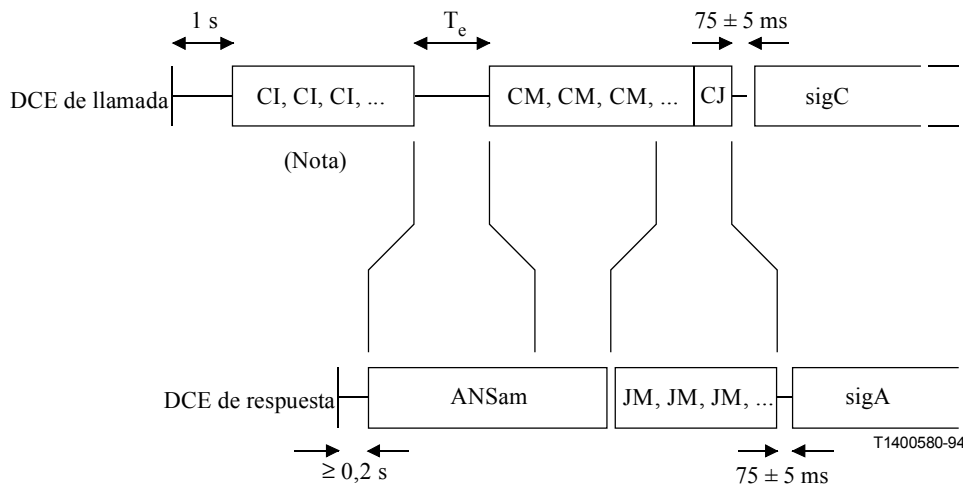 1 s
T_e
75 ± 5 ms
DCE de llamada
CI, CI, CI, ...
CM, CM, CM, ...
CJ
sigC
(Nota)
DCE de respuesta
ANSam
JM, JM, JM, ...
sigA
T1400580-94
≥ 0,2 s
75 ± 5 ms